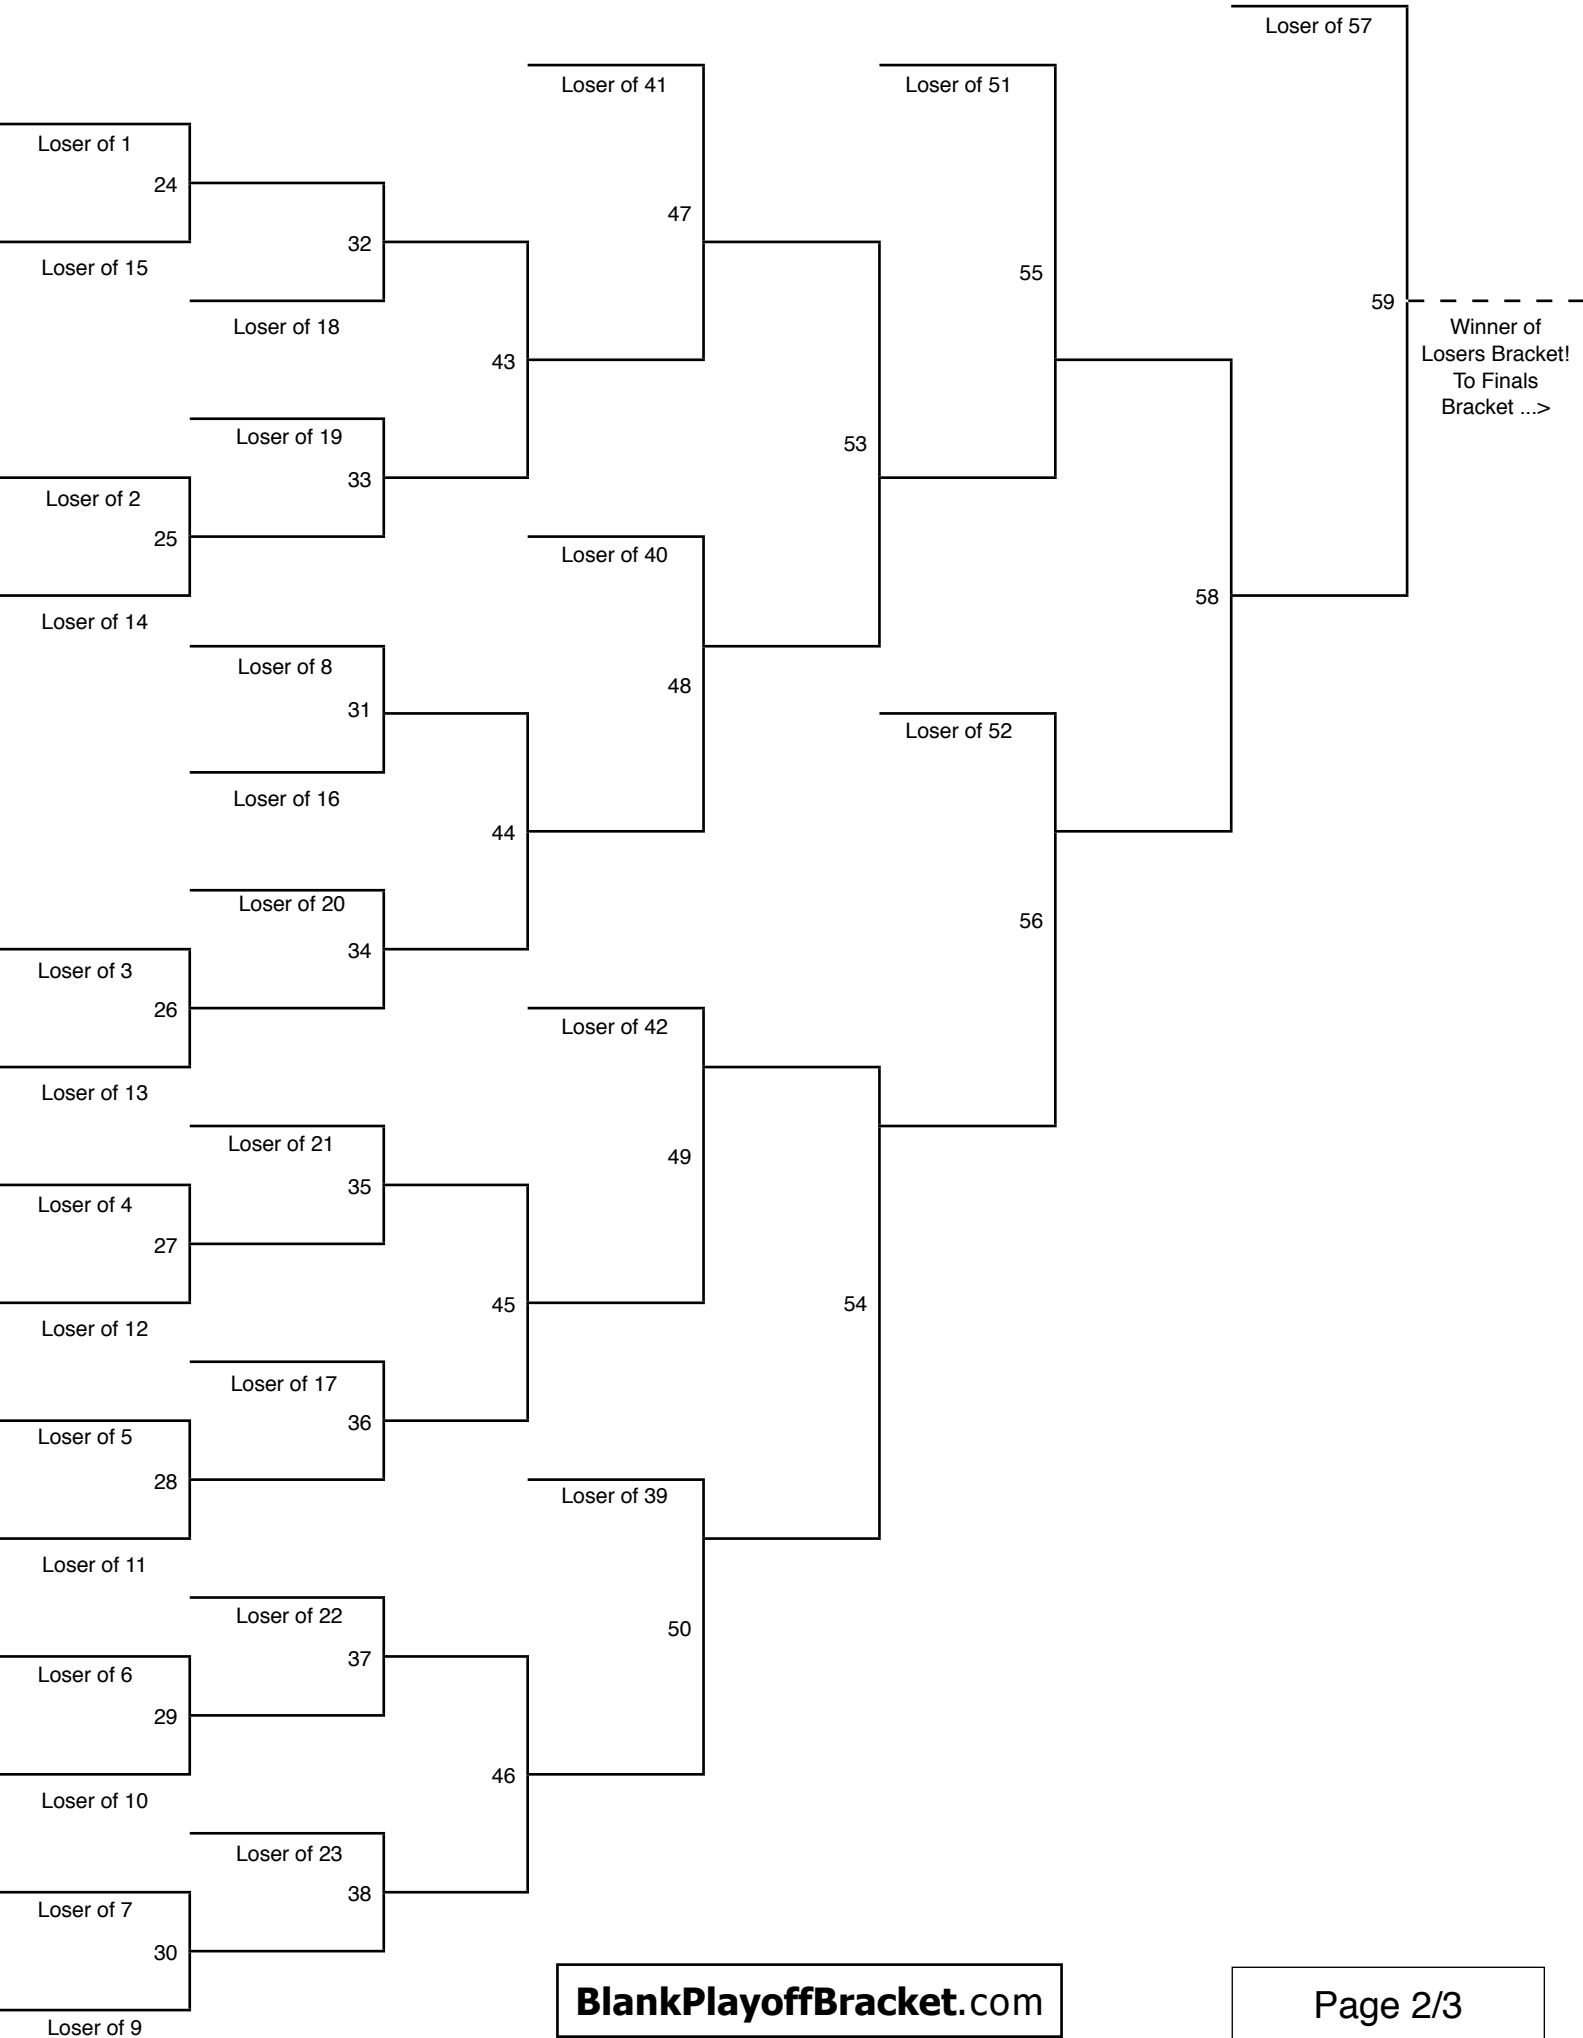 Loser of 57
Loser of 41
Loser of 51
Loser of 1
24
47
32
Loser of 15
55
59
Loser of 18
Winner of
Losers Bracket!
To Finals
Bracket ...>
43
Loser of 19
53
33
Loser of 2
25
Loser of 40
58
Loser of 14
Loser of 8
48
31
Loser of 52
Loser of 16
44
Loser of 20
56
34
Loser of 3
26
Loser of 42
Loser of 13
Loser of 21
49
35
Loser of 4
27
45
54
Loser of 12
Loser of 17
36
Loser of 5
28
Loser of 39
Loser of 11
Loser of 22
50
37
Loser of 6
29
46
Loser of 10
Loser of 23
38
Loser of 7
30
BlankPlayoffBracket.com
Page 2/3
Loser of 9